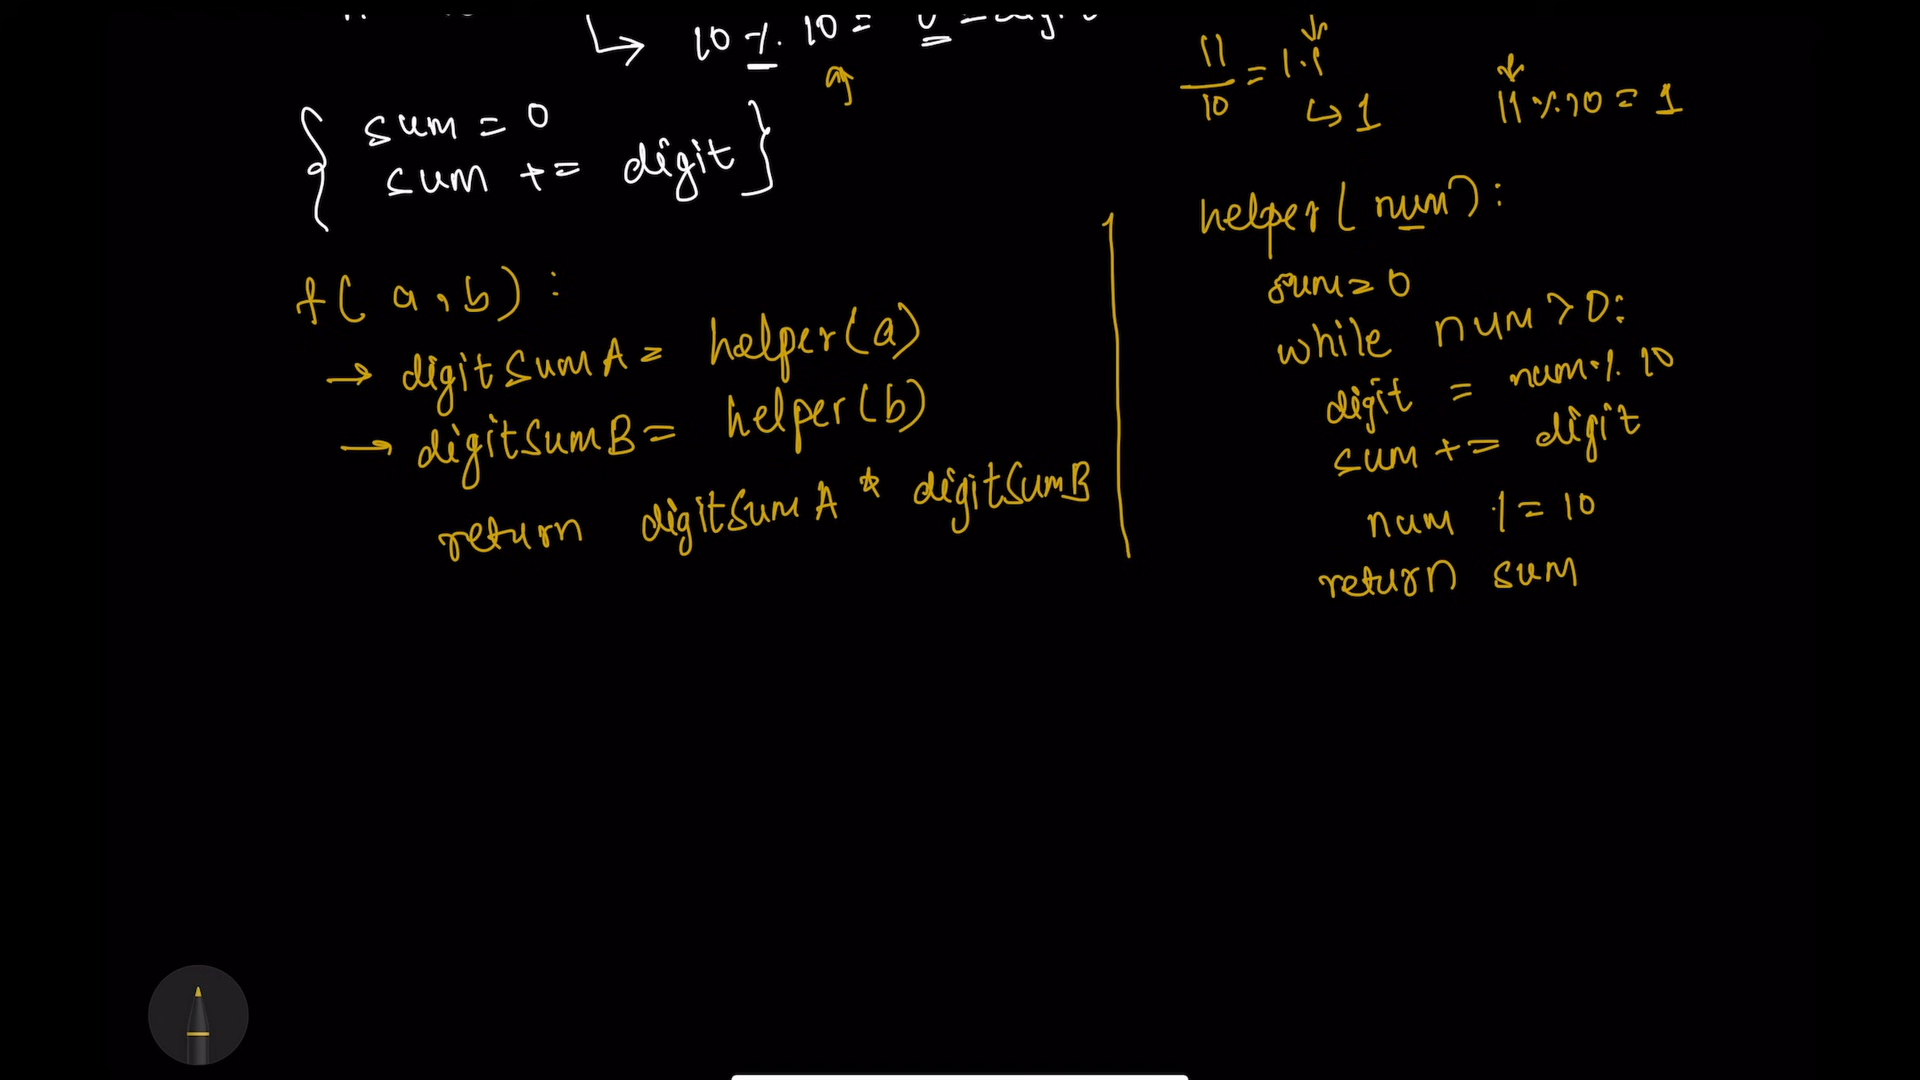 10 % 10 =
{ sum = 0
sum += digit }
f( a, b ) :
→ digitSumA = helper(a)
→ digitSumB = helper(b)
return digitSumA * digitSumB
11/10 = 1.1
↳ 1
11 % 10 = 1
helper( num ) :
sum = 0
while num > 0:
digit = num % 10
sum += digit
num /= 10
return sum